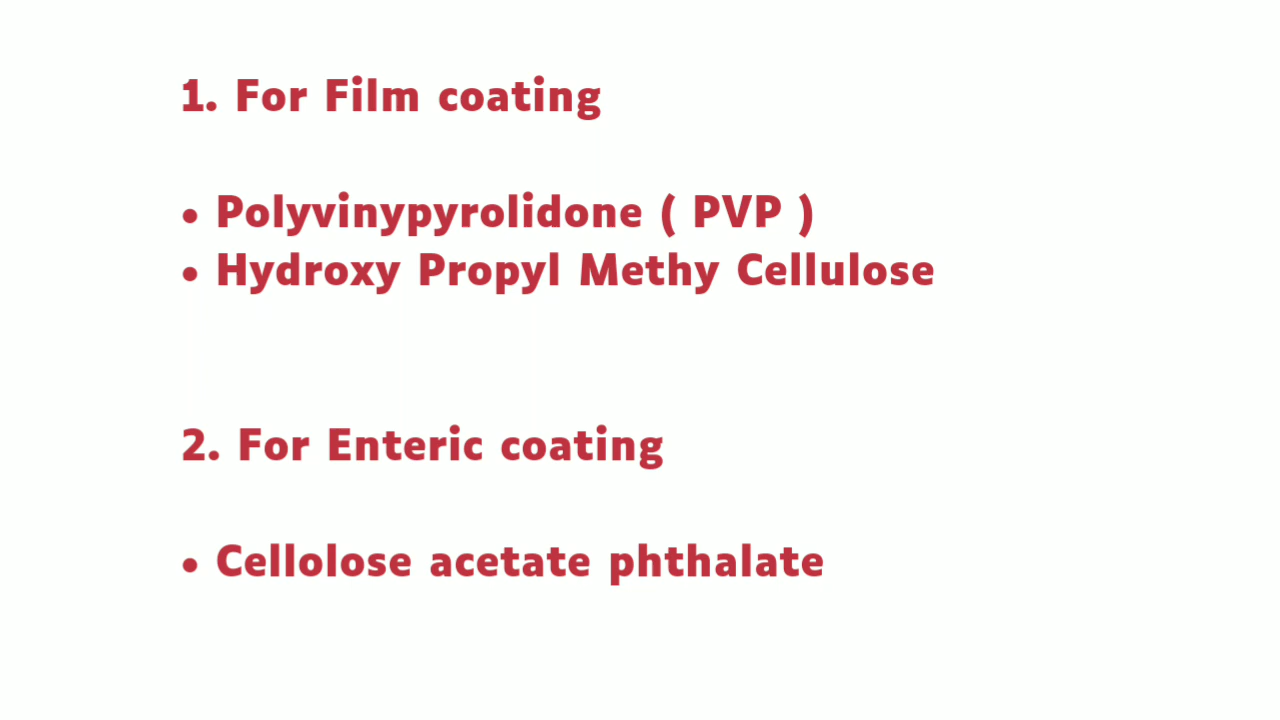 1. For Film coating
• Polyvinypyrolidone ( PVP )
• Hydroxy Propyl Methy Cellulose
2. For Enteric coating
• Cellolose acetate phthalate